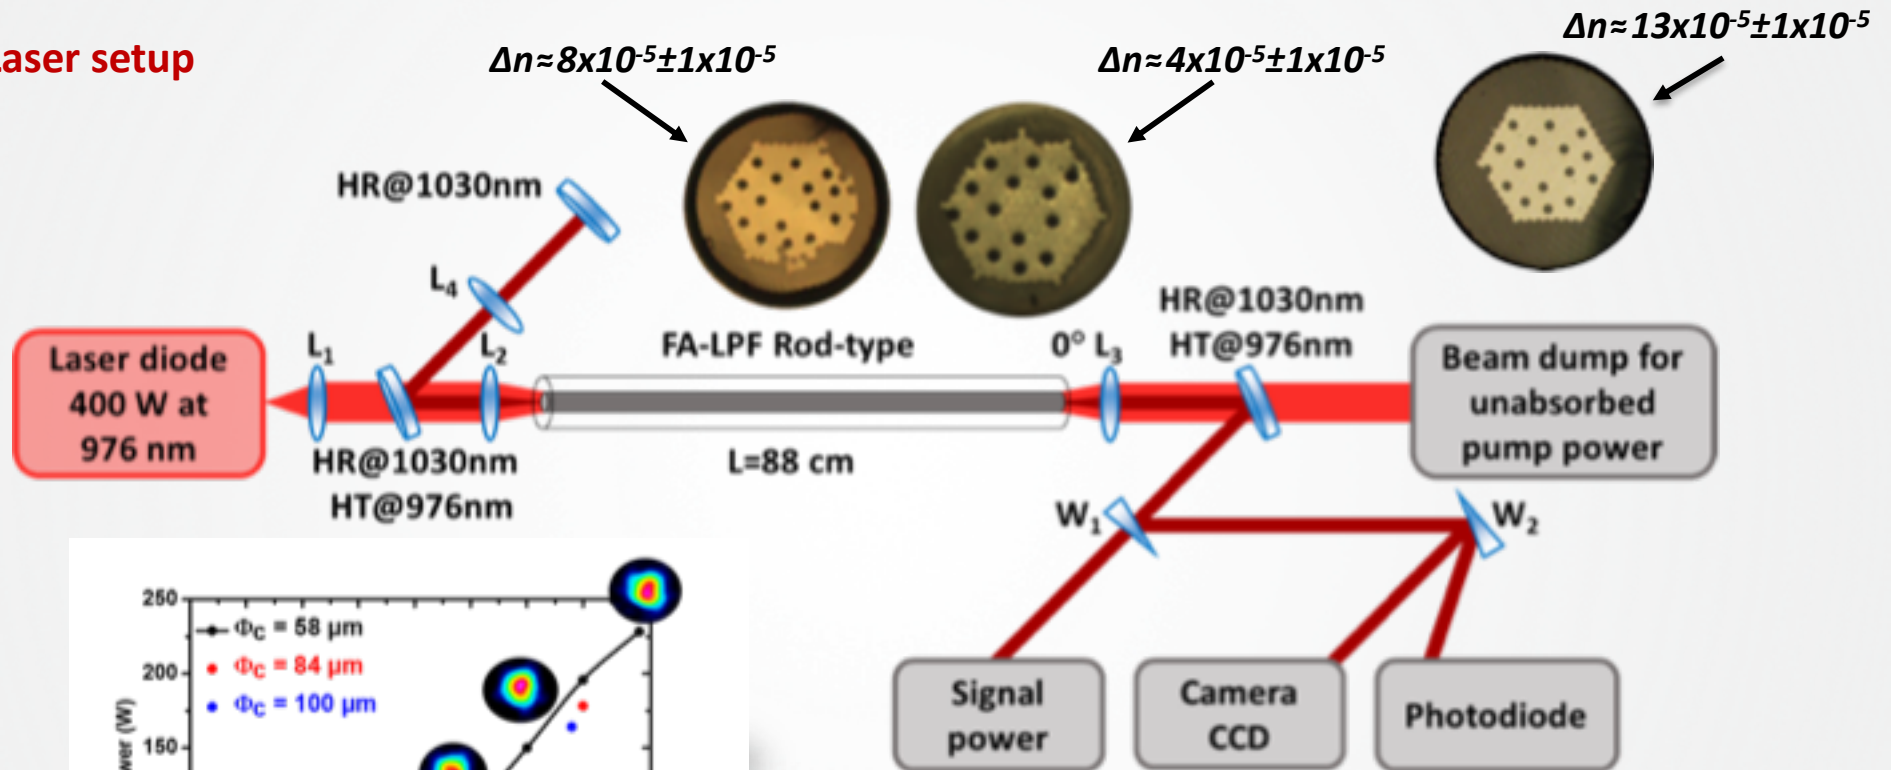 Laser setup
Δn≈8x10-5±1x10-5
Δn≈4x10-5±1x10-5
Δn≈13x10-5±1x10-5
HR@1030nm
L4
HR@1030nm
HT@976nm
Laser diode
400 W at
976 nm
L1
L2
FA-LPF Rod-type
0° L3
Beam dump for
unabsorbed
pump power
HR@1030nm
HT@976nm
L=88 cm
W1
W2
Signal
power
Camera
CCD
Photodiode
250
200
150
Φc = 58 µm
Φc = 84 µm
Φc = 100 µm
(W)